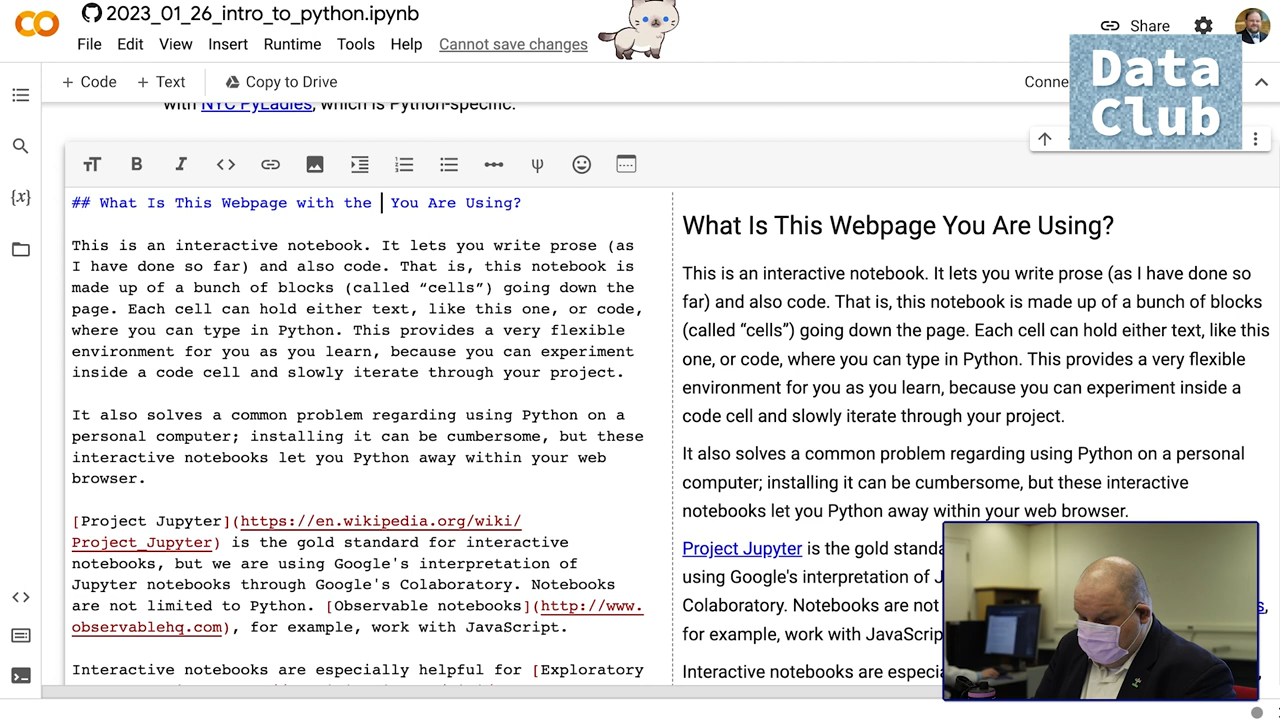 2023_01_26_intro_to_python.ipynb
File Edit View Insert Runtime Tools Help Cannot save changes
Share
+ Code + Text Copy to Drive
Data
Club
with NYC PyLadies, which is Python-specific.
## What Is This Webpage with the You Are Using?
This is an interactive notebook. It lets you write prose (as
I have done so far) and also code. That is, this notebook is
made up of a bunch of blocks (called “cells”) going down the
page. Each cell can hold either text, like this one, or code,
where you can type in Python. This provides a very flexible
environment for you as you learn, because you can experiment
inside a code cell and slowly iterate through your project.
It also solves a common problem regarding using Python on a
personal computer; installing it can be cumbersome, but these
interactive notebooks let you Python away within your web
browser.
[Project Jupyter](https://en.wikipedia.org/wiki/
Project_Jupyter) is the gold standard for interactive
notebooks, but we are using Google's interpretation of
Jupyter notebooks through Google's Colaboratory. Notebooks
are not limited to Python. [Observable notebooks](http://www.
observablehq.com), for example, work with JavaScript.
Interactive notebooks are especially helpful for [Exploratory
What Is This Webpage You Are Using?
This is an interactive notebook. It lets you write prose (as I have done so
far) and also code. That is, this notebook is made up of a bunch of blocks
(called “cells”) going down the page. Each cell can hold either text, like this
one, or code, where you can type in Python. This provides a very flexible
environment for you as you learn, because you can experiment inside a
code cell and slowly iterate through your project.
It also solves a common problem regarding using Python on a personal
computer; installing it can be cumbersome, but these interactive
notebooks let you Python away within your web browser.
Project Jupyter is the gold
using Google's interpretation of
Colaboratory. Notebooks are not
for example, work with
Interactive notebooks are